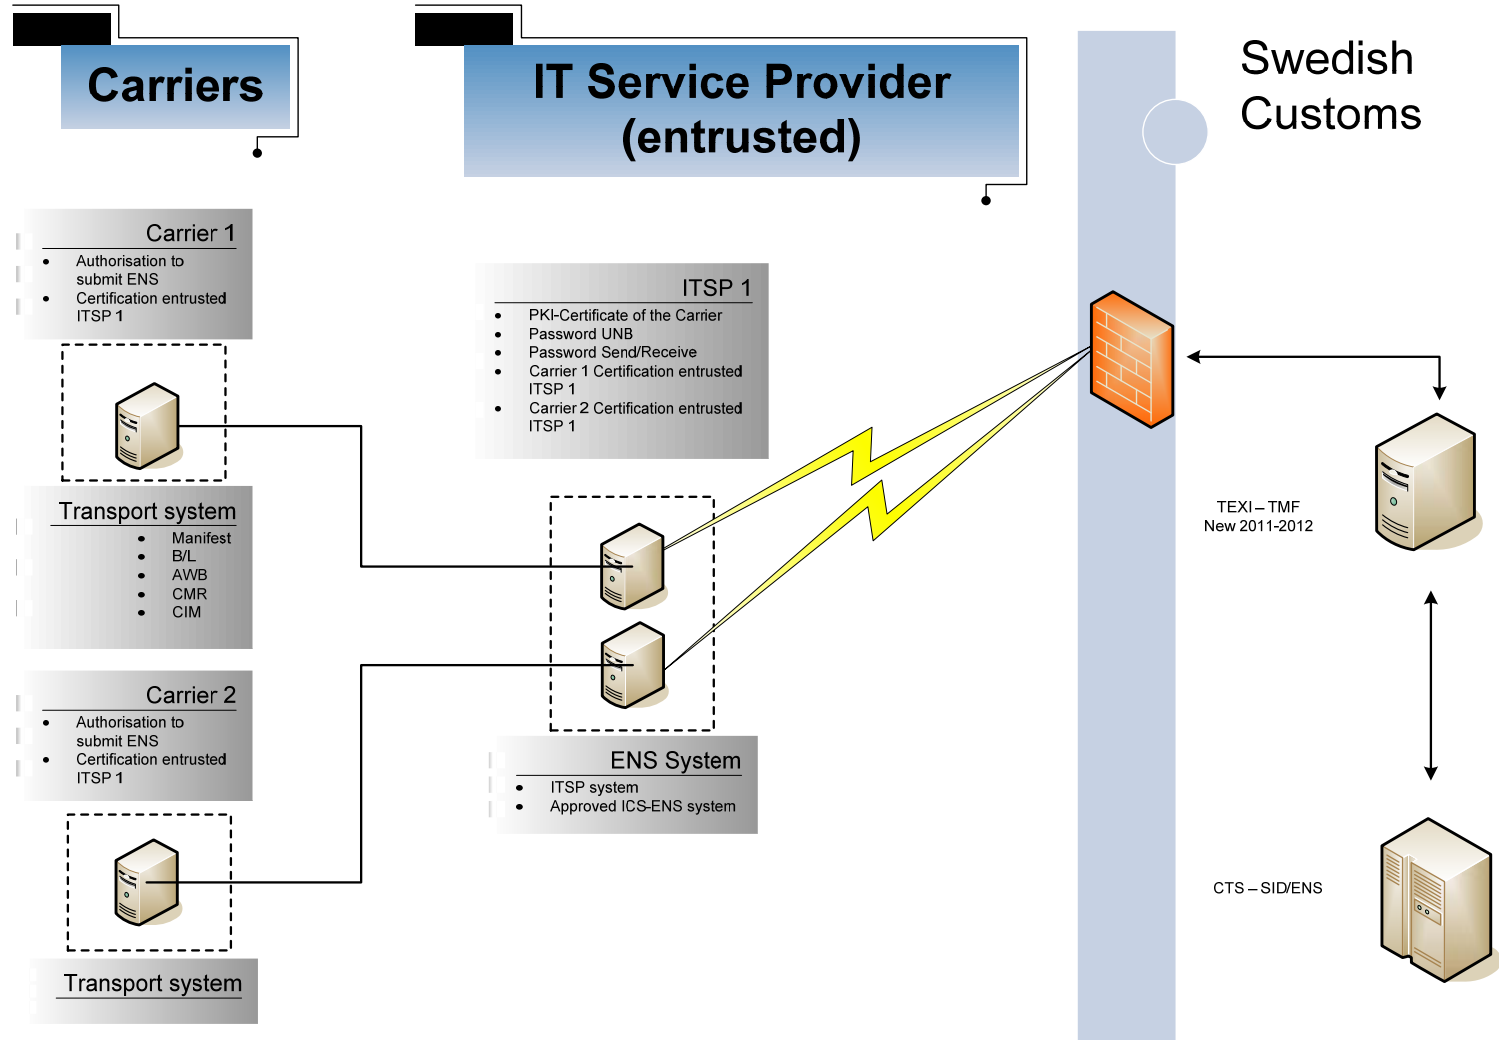 Carriers
IT Service Provider
(entrusted)
Swedish
Customs
Carrier 1
• Authorisation to
submit ENS
• Certification entrusted
ITSP 1
Transport system
• Manifest
• B/L
• AWB
• CMR
• CIM
Carrier 2
• Authorisation to
submit ENS
• Certification entrusted
ITSP 1
Transport system
ITSP 1
• PKI-Certificate of the Carrier
• Password UNB
• Password Send/Receive
• Carrier 1 Certification entrusted
ITSP 1
• Carrier 2 Certification entrusted
ITSP 1
ENS System
• ITSP system
• Approved ICS-ENS system
TEXI – TMF
New 2011-2012
CTS – SID/ENS